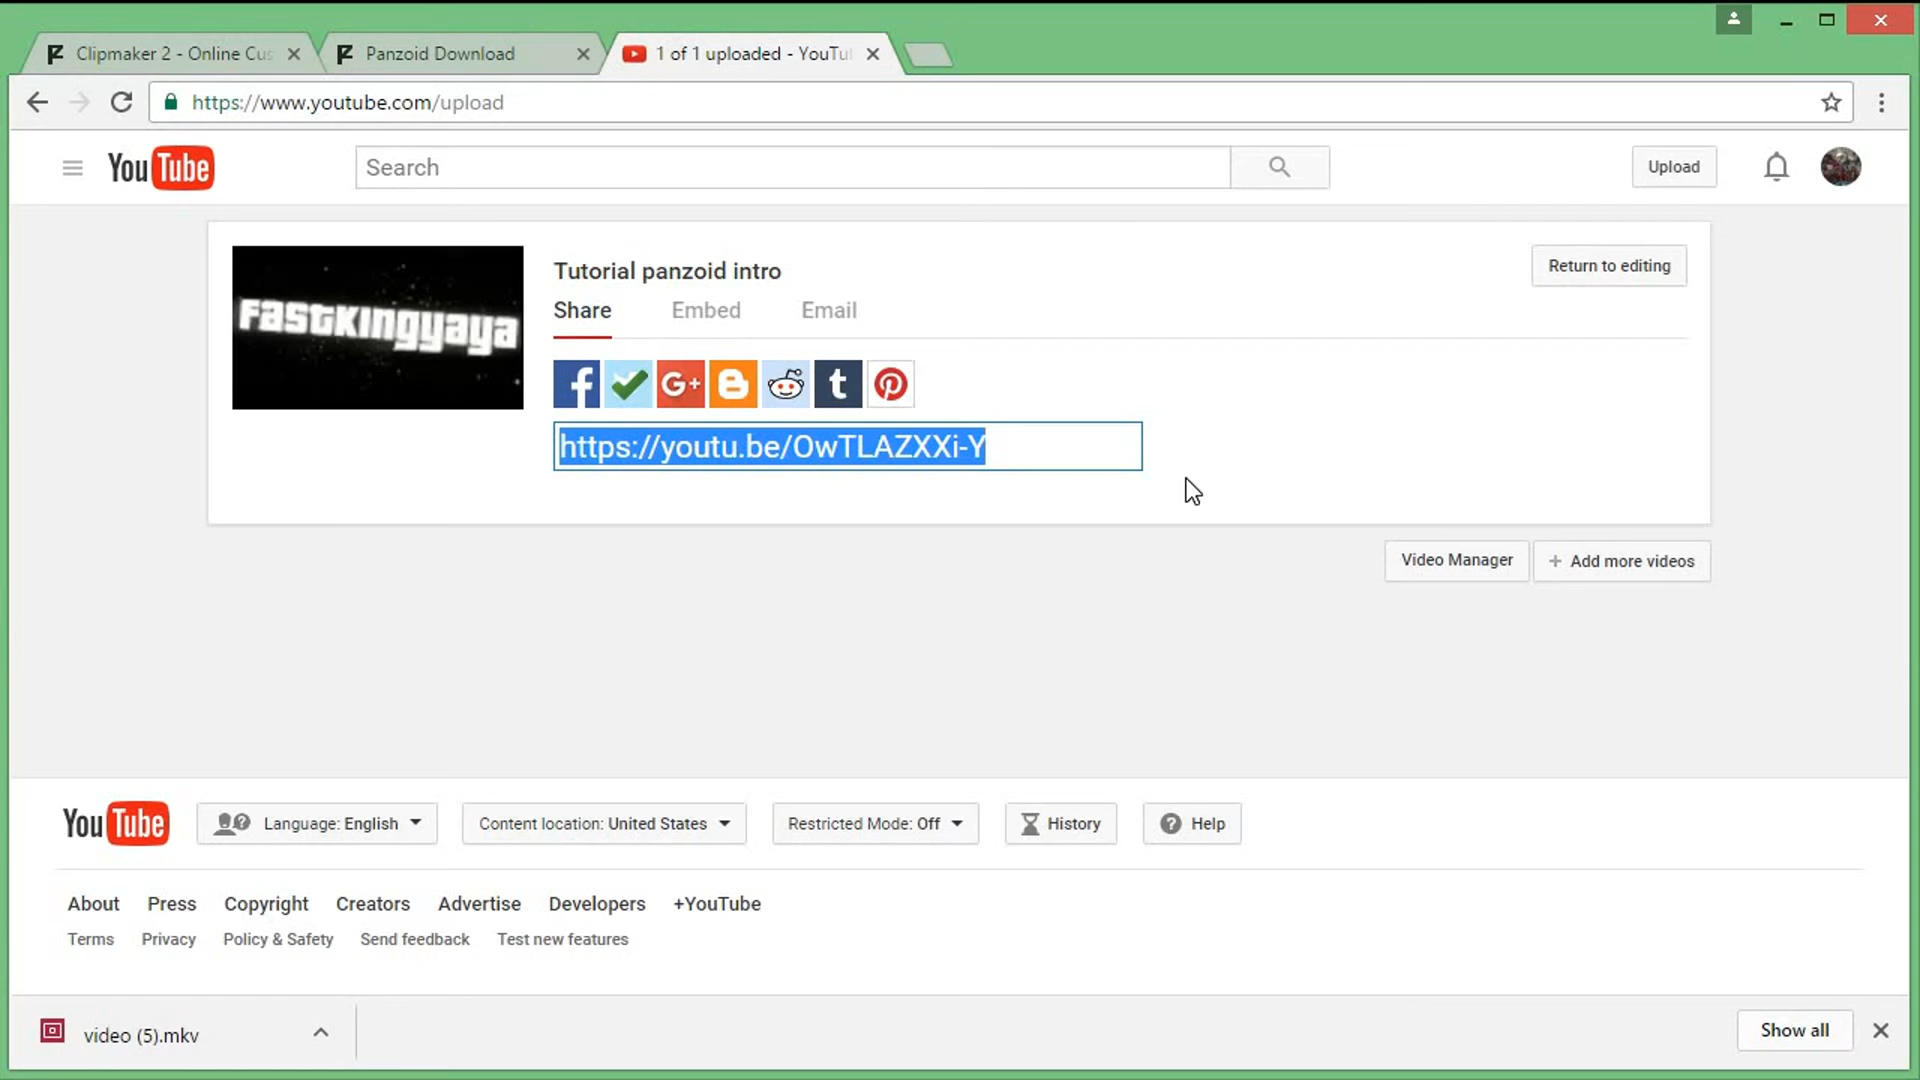 Clipmaker 2 - Online Cus
Panzoid Download
1 of 1 uploaded - YouTu
https://www.youtube.com/upload
YouTube
Search
Upload
FastKingyaya
Tutorial panzoid intro
Return to editing
Share Embed Email
f G+ B t
https://youtu.be/OwTLAZXXi-Y
Video Manager
+ Add more videos
YouTube
Language: English
Content location: United States
Restricted Mode: Off
History
? Help
About Press Copyright Creators Advertise Developers +YouTube
Terms Privacy Policy & Safety Send feedback Test new features
video (5).mkv
Show all